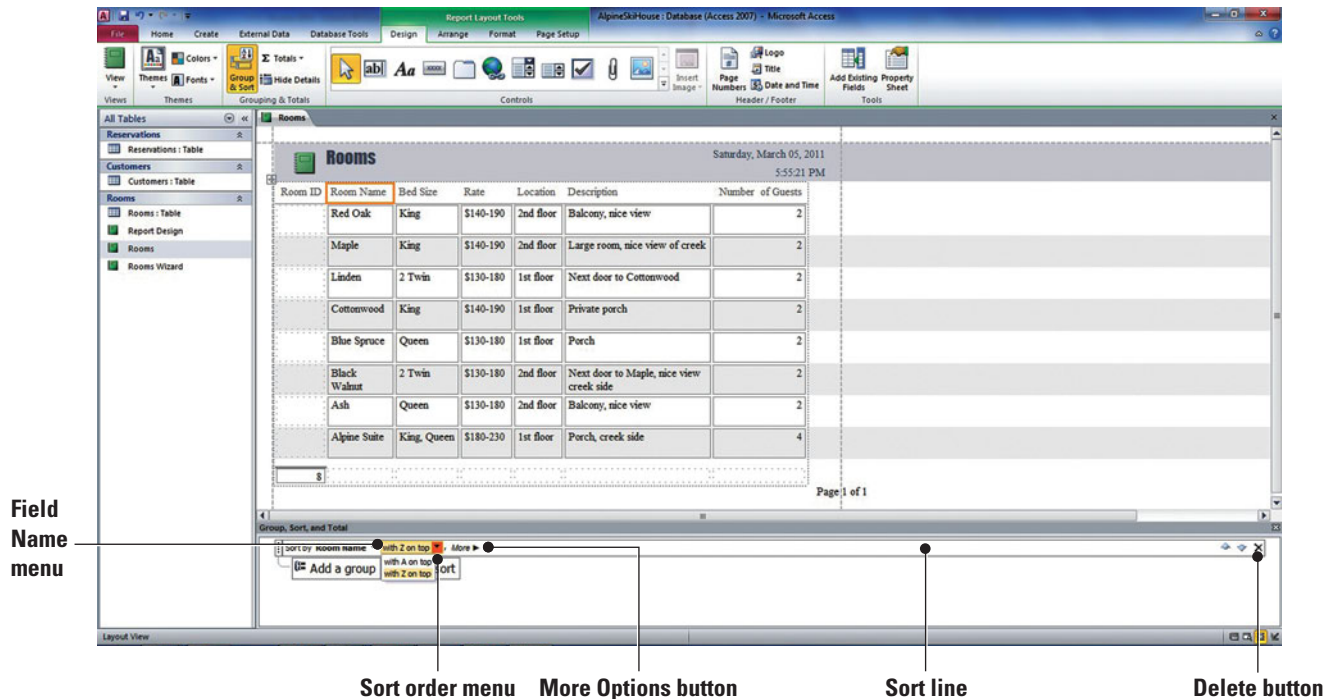 Report Layout Tools
AlpineSkiHouse : Database (Access 2007) - Microsoft Access
File Home Create External Data Database Tools Design Arrange Format Page Setup
View
Themes
Colors
Fonts
Group & Sort
Σ Totals
Hide Details
ab|
Aa
XXXX
Insert Image
Page Numbers
Logo
Title
Date and Time
Add Existing Fields
Property Sheet
Views Themes Grouping & Totals Controls Header / Footer Tools
All Tables
Reservations
Reservations : Table
Customers
Customers : Table
Rooms
Rooms : Table
Report Design
Rooms
Rooms Wizard
Rooms
Rooms
Saturday, March 05, 2011
5:55:21 PM
Room ID Room Name Bed Size Rate Location Description Number of Guests
Red Oak King $140-190 2nd floor Balcony, nice view 2
Maple King $140-190 2nd floor Large room, nice view of creek 2
Linden 2 Twin $130-180 1st floor Next door to Cottonwood 2
Cottonwood King $140-190 1st floor Private porch 2
Blue Spruce Queen $130-180 1st floor Porch 2
Black Walnut 2 Twin $130-180 2nd floor Next door to Maple, nice view creek side 2
Ash Queen $130-180 2nd floor Balcony, nice view 2
Alpine Suite King, Queen $180-230 1st floor Porch, creek side 4
8
Page 1 of 1
Group, Sort, and Total
Sort by Room name with Z on top , More
Add a group
with A on top
with Z on top
sort
Layout View
Field
Name
menu
Sort order menu
More Options button
Sort line
Delete button